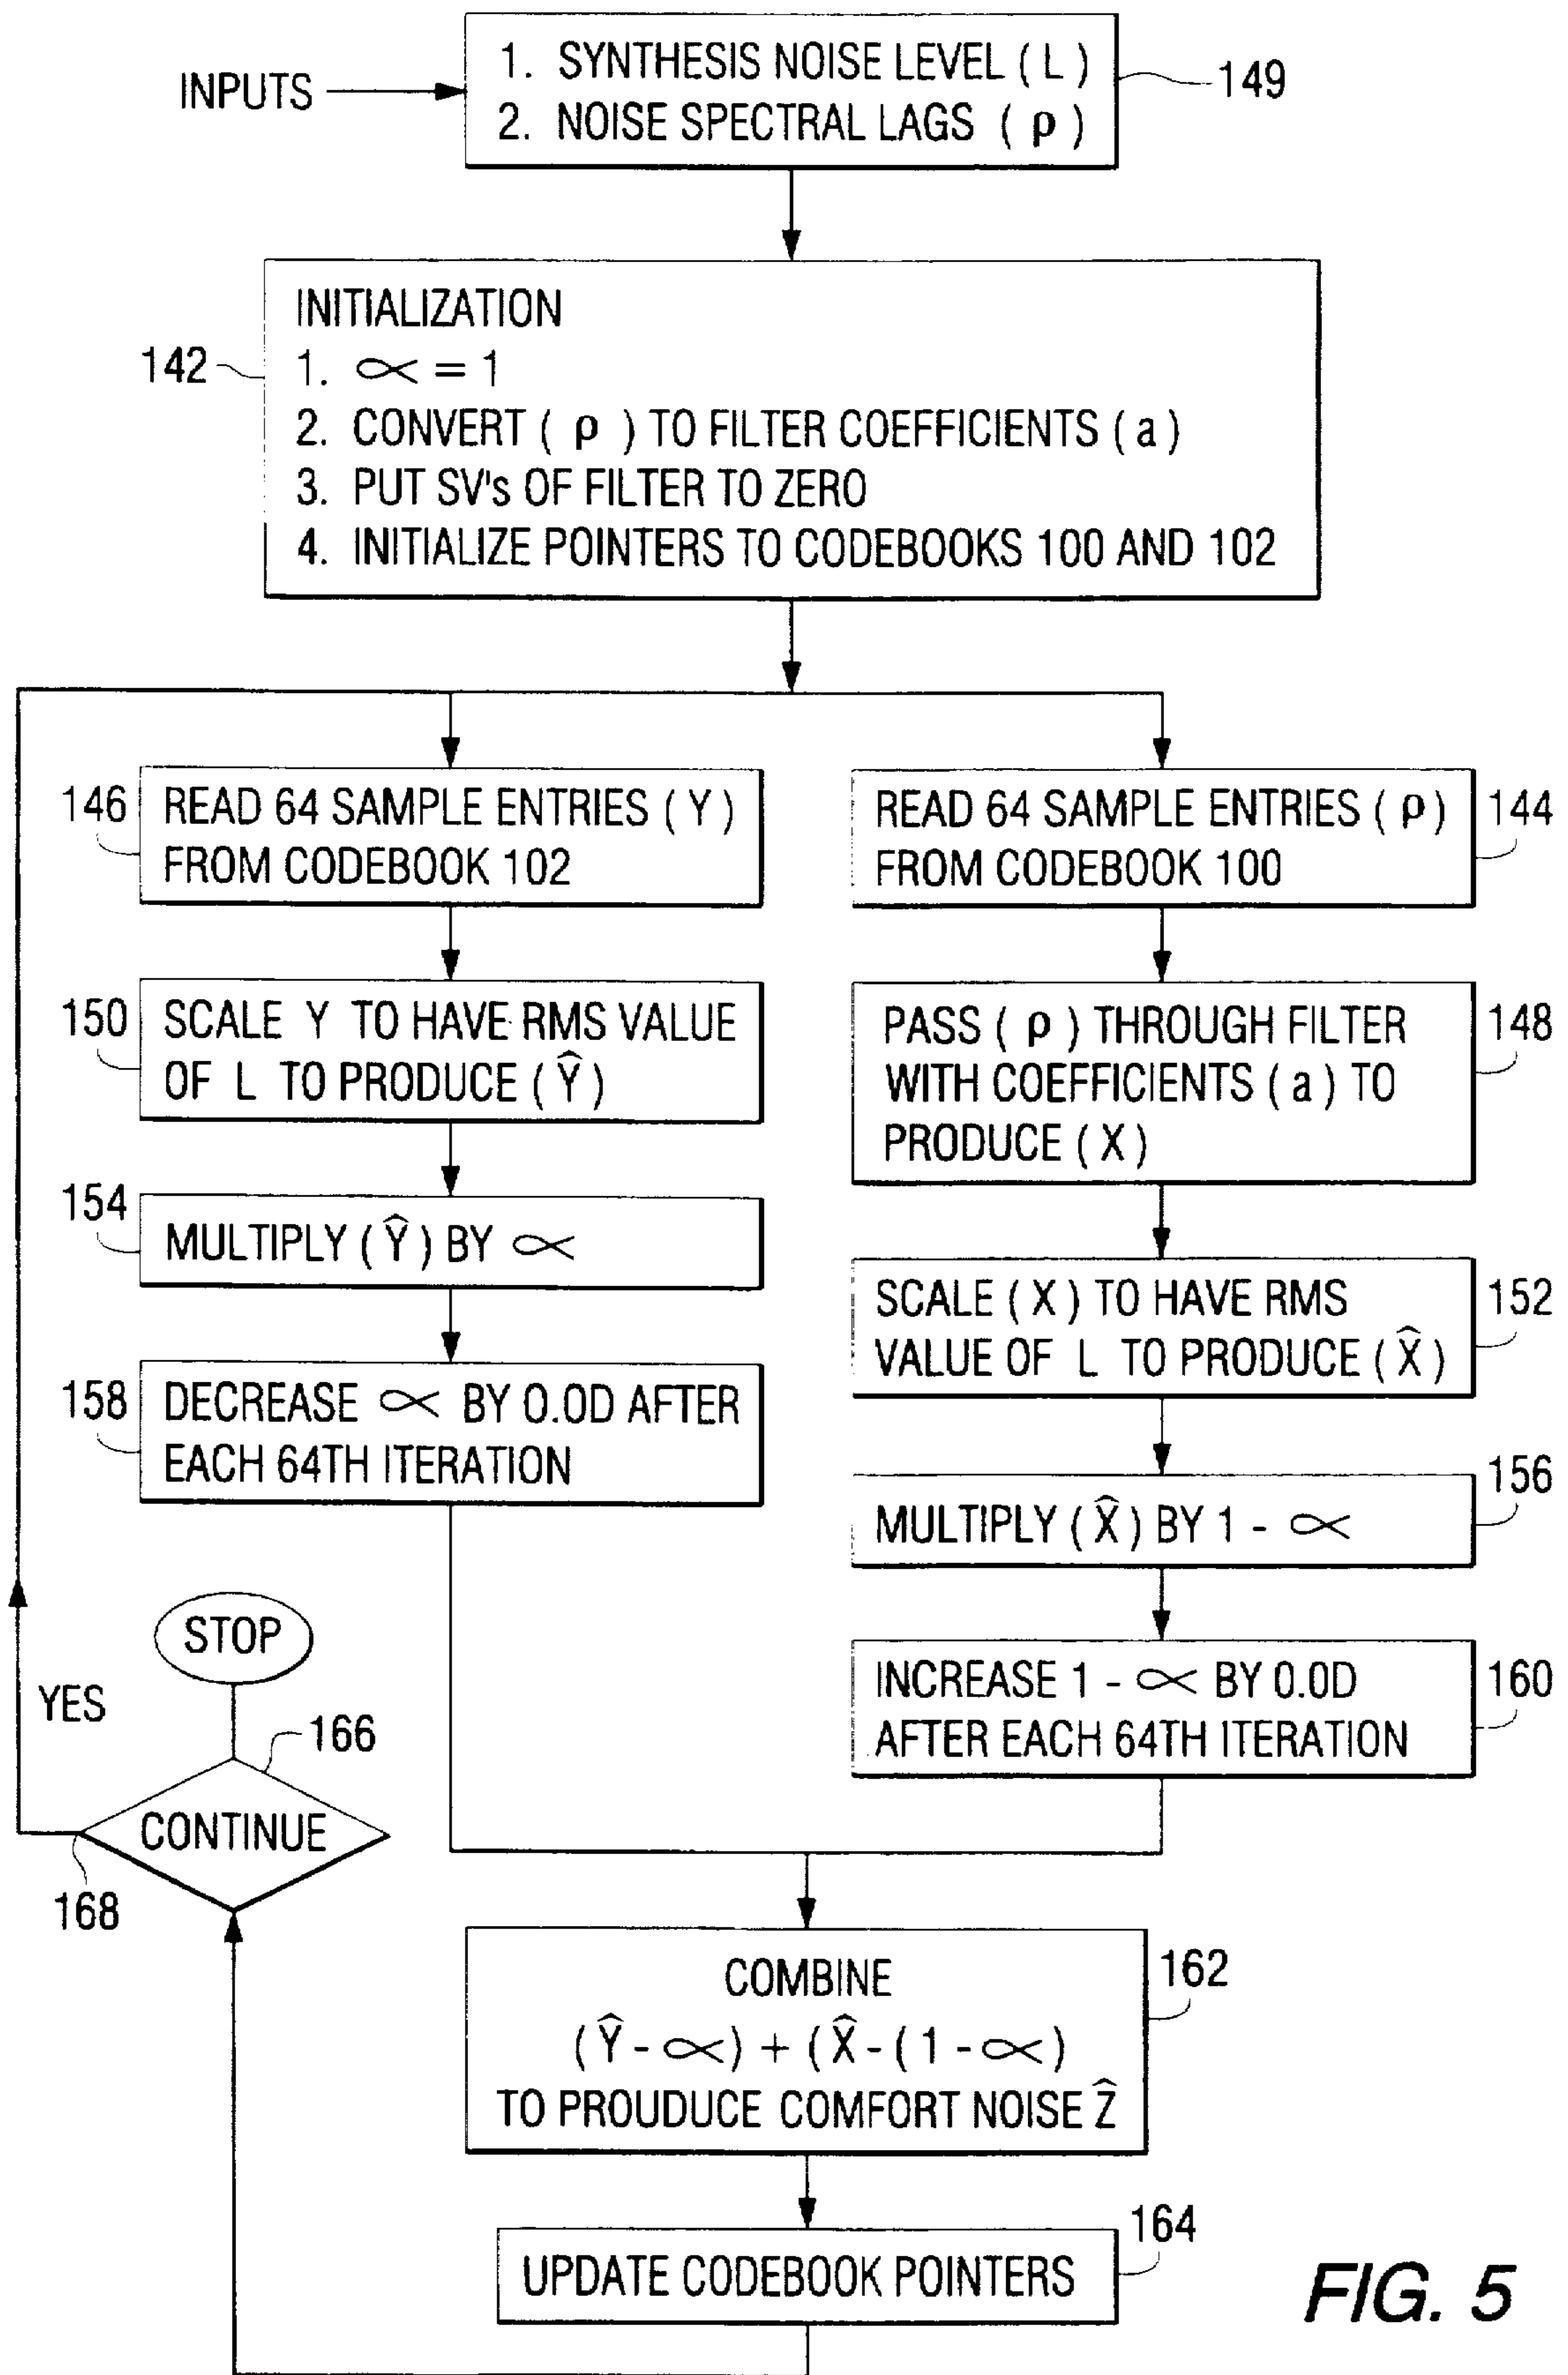 INPUTS
1. SYNTHESIS NOISE LEVEL ( L )
2. NOISE SPECTRAL LAGS ( ρ )
149
INITIALIZATION
142
1. ∝ = 1
2. CONVERT ( ρ ) TO FILTER COEFFICIENTS ( a )
3. PUT SV's OF FILTER TO ZERO
4. INITIALIZE POINTERS TO CODEBOOKS 100 AND 102
146
READ 64 SAMPLE ENTRIES ( Y )
FROM CODEBOOK 102
READ 64 SAMPLE ENTRIES ( ρ )
FROM CODEBOOK 100
144
150
SCALE Y TO HAVE RMS VALUE
OF L TO PRODUCE ( Ŷ )
PASS ( ρ ) THROUGH FILTER
WITH COEFFICIENTS ( a ) TO
PRODUCE ( X )
148
154
MULTIPLY ( Ŷ ) BY ∝
SCALE ( X ) TO HAVE RMS
VALUE OF L TO PRODUCE ( X̂ )
152
158
DECREASE ∝ BY 0.0D AFTER
EACH 64TH ITERATION
MULTIPLY ( X̂ ) BY 1 - ∝
156
INCREASE 1 - ∝ BY 0.0D
AFTER EACH 64TH ITERATION
160
STOP
YES
166
CONTINUE
168
COMBINE
( Ŷ - ∝ ) + ( X̂ - ( 1 - ∝ )
TO PROUDUCE COMFORT NOISE Ẑ
162
UPDATE CODEBOOK POINTERS
164
FIG. 5